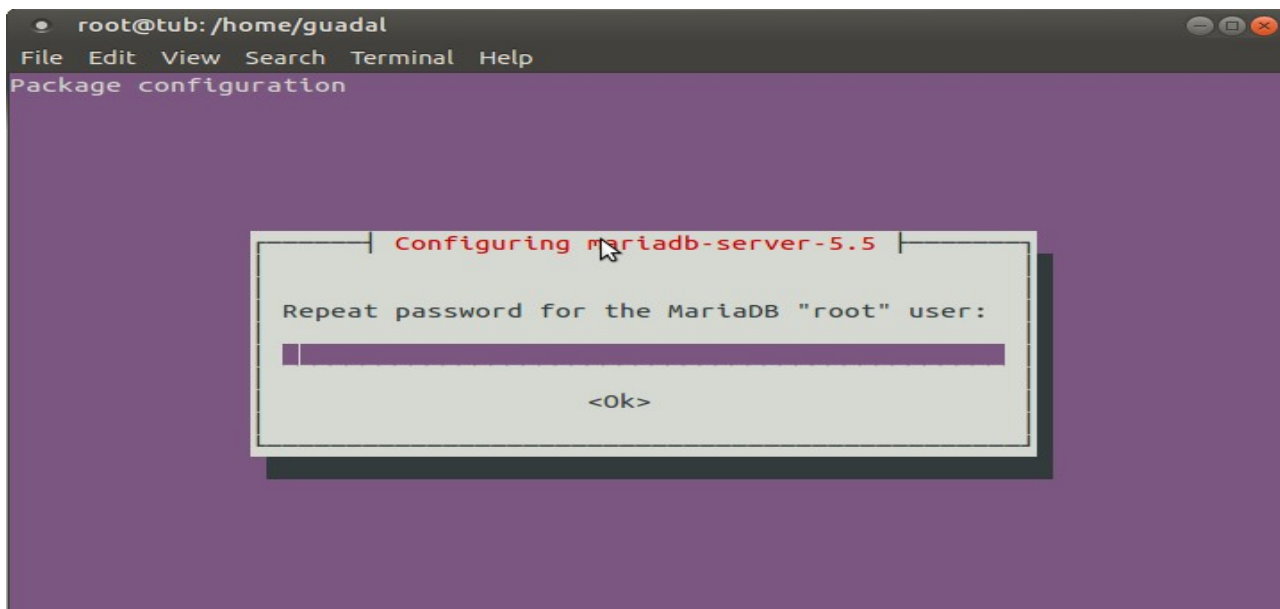 root@tub: /home/guadal
File Edit View Search Terminal Help
Package configuration
Configuring mariadb-server-5.5
Repeat password for the MariaDB "root" user:
<Ok>